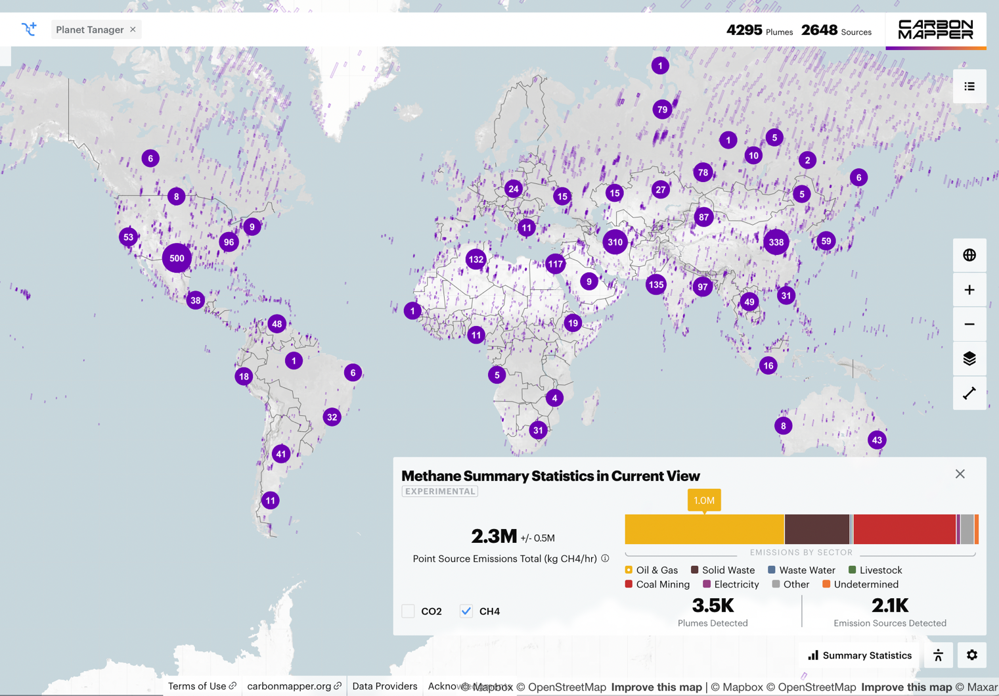 Planet Tanager ×
4295 Plumes 2648 Sources
CARBON
MAPPER
1
79
1
5
10
2
6
6
78
8
24
15
15
27
5
9
11
87
53
96
310
338
59
500
132
117
9
135
97
38
49
31
1
48
19
11
1
16
18
6
5
4
32
31
8
43
41
11
Methane Summary Statistics in Current View
EXPERIMENTAL
1.0M
2.3M +/- 0.5M
Point Source Emissions Total (kg CH4/hr)
EMISSIONS BY SECTOR
Oil & Gas Solid Waste Waste Water Livestock
Coal Mining Electricity Other Undetermined
CO2 CH4
3.5K
Plumes Detected
2.1K
Emission Sources Detected
Summary Statistics
Terms of Use carbonmapper.org Data Providers © Mapbox © OpenStreetMap Improve this map | © Mapbox © OpenStreetMap Improve this map © Maxar